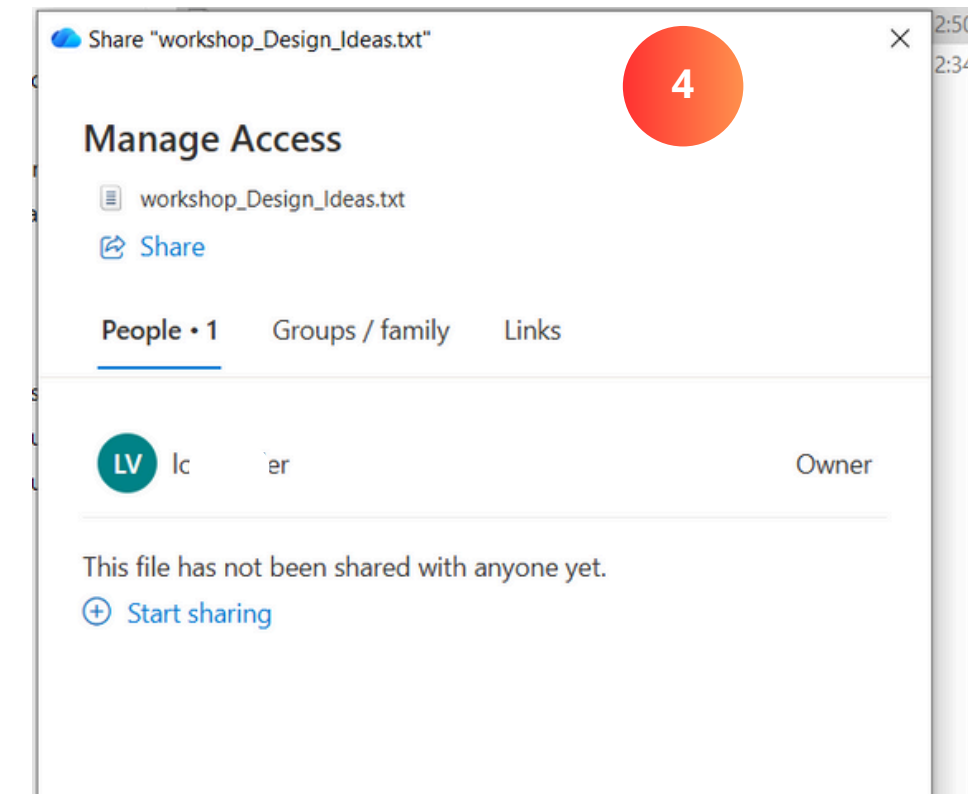 Share "workshop_Design_Ideas.txt"
4
Manage Access
workshop_Design_Ideas.txt
Share
People • 1 Groups / family Links
LV Owner
This file has not been shared with anyone yet.
Start sharing